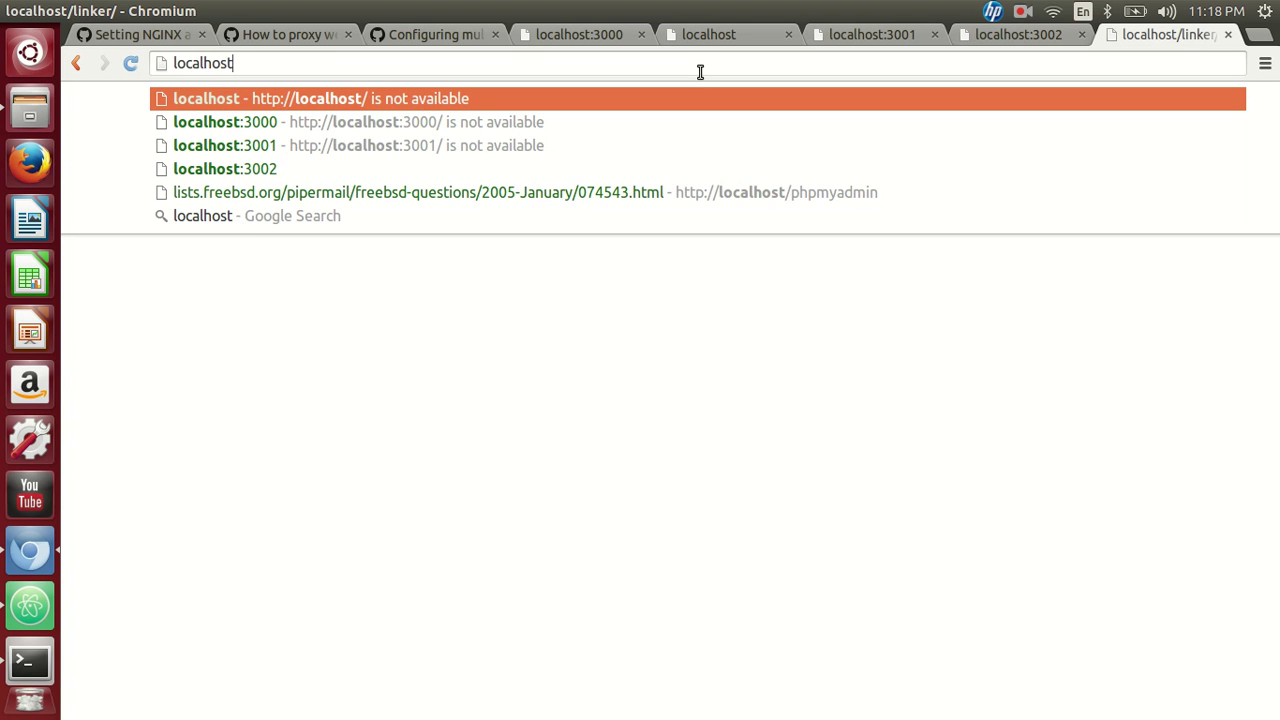 localhost/linker/ - Chromium
En
11:18 PM
Setting NGINX a
How to proxy we
Configuring mul
localhost:3000
localhost
localhost:3001
localhost:3002
localhost/linker/
localhost
localhost - http://localhost/ is not available
localhost:3000 - http://localhost:3000/ is not available
localhost:3001 - http://localhost:3001/ is not available
localhost:3002
lists.freebsd.org/pipermail/freebsd-questions/2005-January/074543.html - http://localhost/phpmyadmin
localhost - Google Search
a
You
Tube
>_